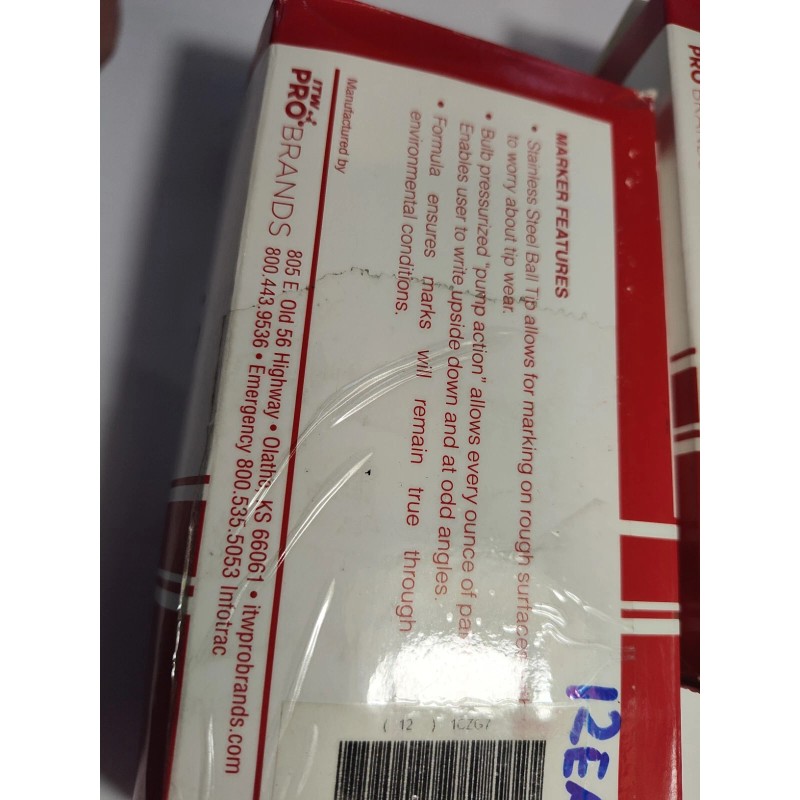 MARKER FEATURES
• Stainless Steel Ball Tip allows for marking on rough surfaces
to worry about tip wear.
• Bulb pressurized "pump action" allows every ounce of
Enables user to write upside down and at odd angles.
• Formula ensures marks will remain true through
environmental conditions.
Manufactured by
ITW
PRO BRANDS
805 E. Old 56 Highway • Olathe, KS 66061 • itwprobrands.com
800.443.9536 • Emergency 800.535.5053 Infotrac
( 12 ) 1CZG7
12EA
PRO